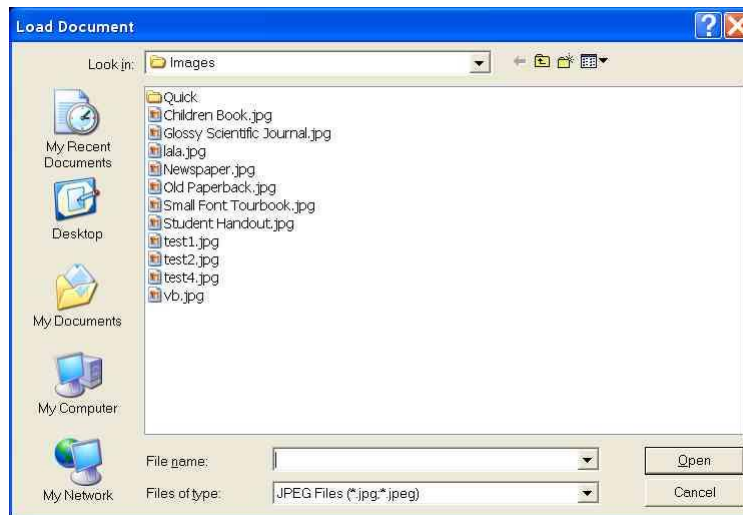 Load Document
Look in:
Images
Quick
Children Book.jpg
Glossy Scientific Journal.jpg
lala.jpg
Newspaper.jpg
Old Paperback.jpg
Small Font Tourbook.jpg
Student Handout.jpg
test1.jpg
test2.jpg
test4.jpg
vb.jpg
My Recent
Documents
Desktop
My Documents
My Computer
My Network
File name:
Open
Files of type:
JPEG Files (*.jpg;*.jpeg)
Cancel